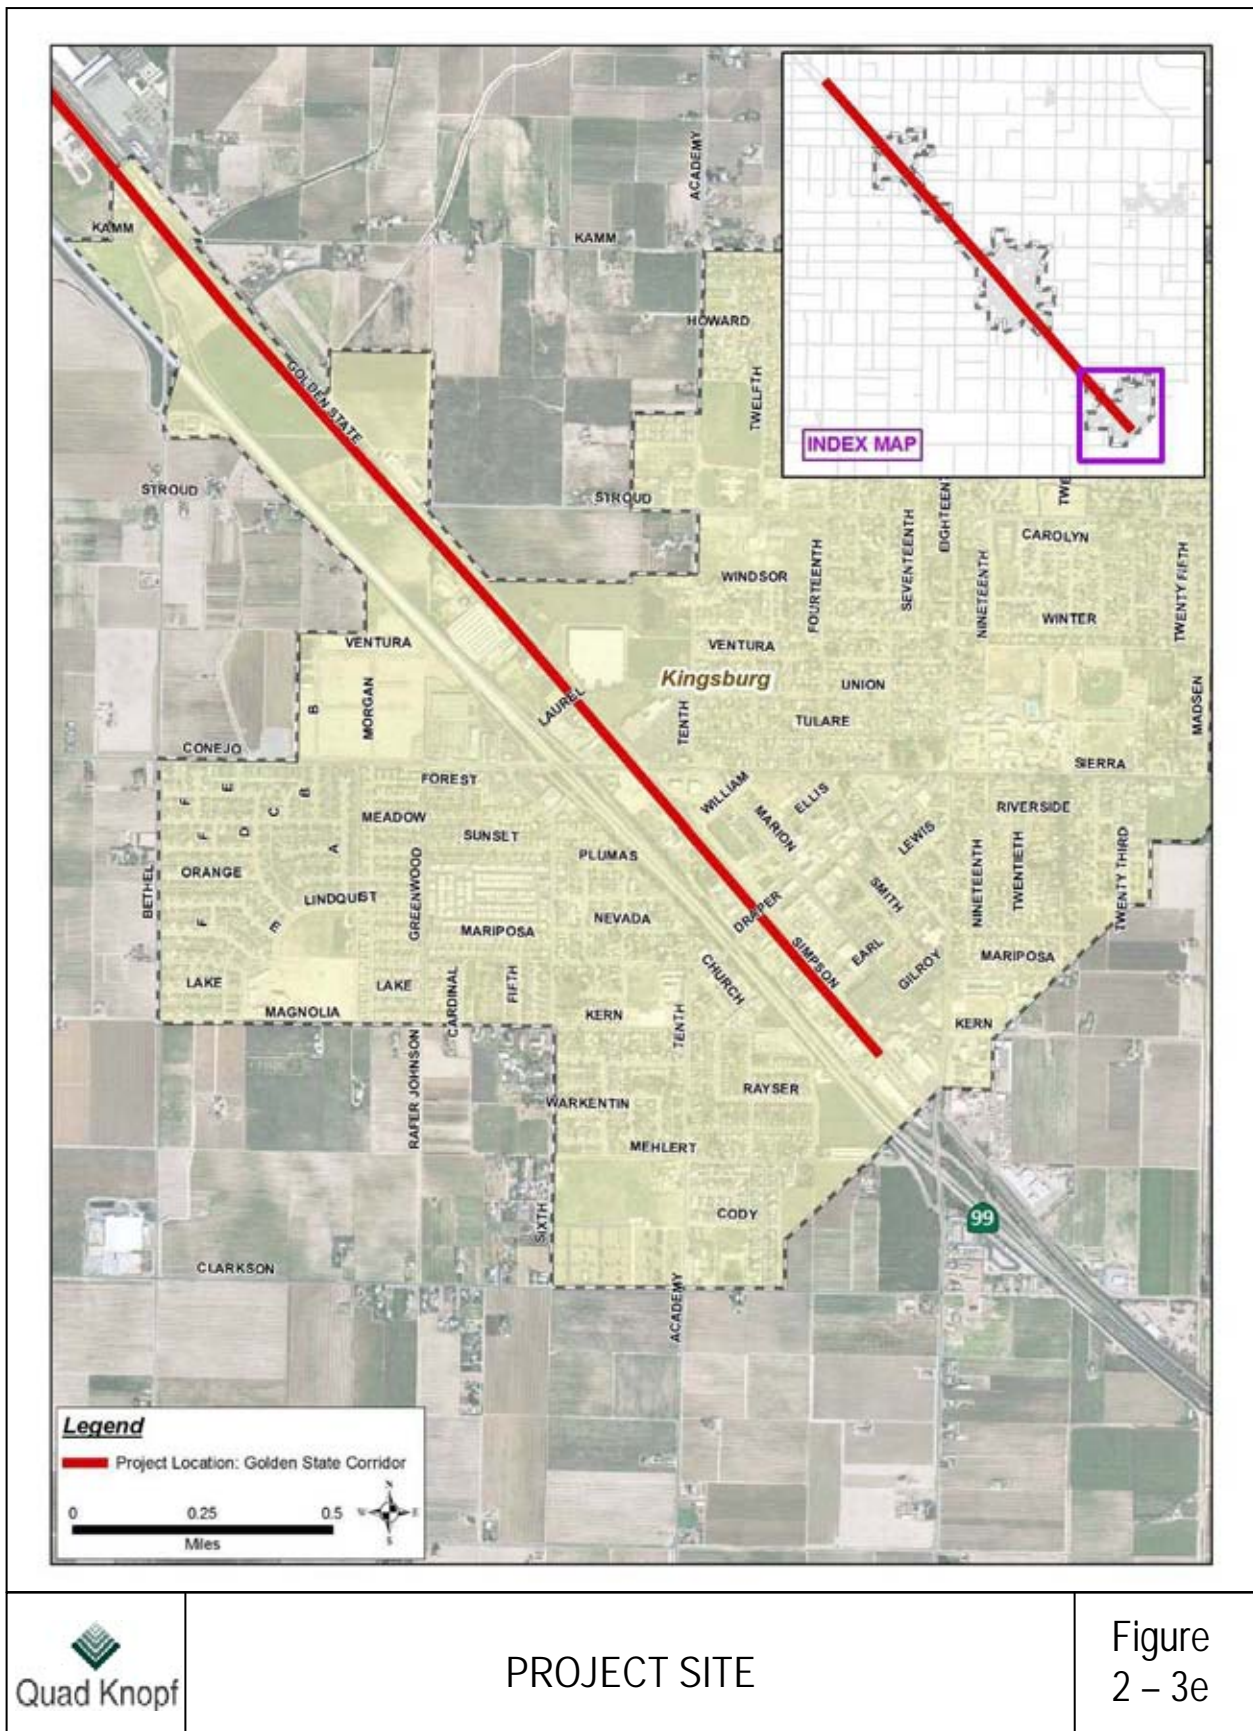 ACADEMY
KAMM
KAMM
HOWARD
TWELFTH
GOLDEN STATE
INDEX MAP
STROUD
STROUD
EIGHTEENT
TWE
CAROLYN
SEVENTEENTH
FOURTEENTH
NINETEENTH
TWENTY FIFTH
WINDSOR
WINTER
VENTURA
VENTURA
Kingsburg
UNION
MADSEN
B
MORGAN
LAUREL
TENTH
TULARE
CONEJO
SIERRA
FOREST
WILLIAM
ELLIS
F
E
C
B
RIVERSIDE
MEADOW
MARION
LEWIS
F
D
SUNSET
A
PLUMAS
BETHEL
ORANGE
LINDQUIST
GREENWOOD
SMITH
NINETEENTH
TWENTIETH
TWENTY THIRD
F
E
DRAPER
NEVADA
MARIPOSA
SIMPSON
EARL
GILROY
MARIPOSA
LAKE
LAKE
CARDINAL
FIFTH
CHURCH
MAGNOLIA
KERN
TENTH
KERN
RAFER JOHNSON
WARKENTIN
RAYSER
MEHLERT
SIXTH
CODY
99
CLARKSON
ACADEMY
Legend
Project Location: Golden State Corridor
0 0.25 0.5
Miles
N
W E
S
Quad Knopf
PROJECT SITE
Figure
2 – 3e